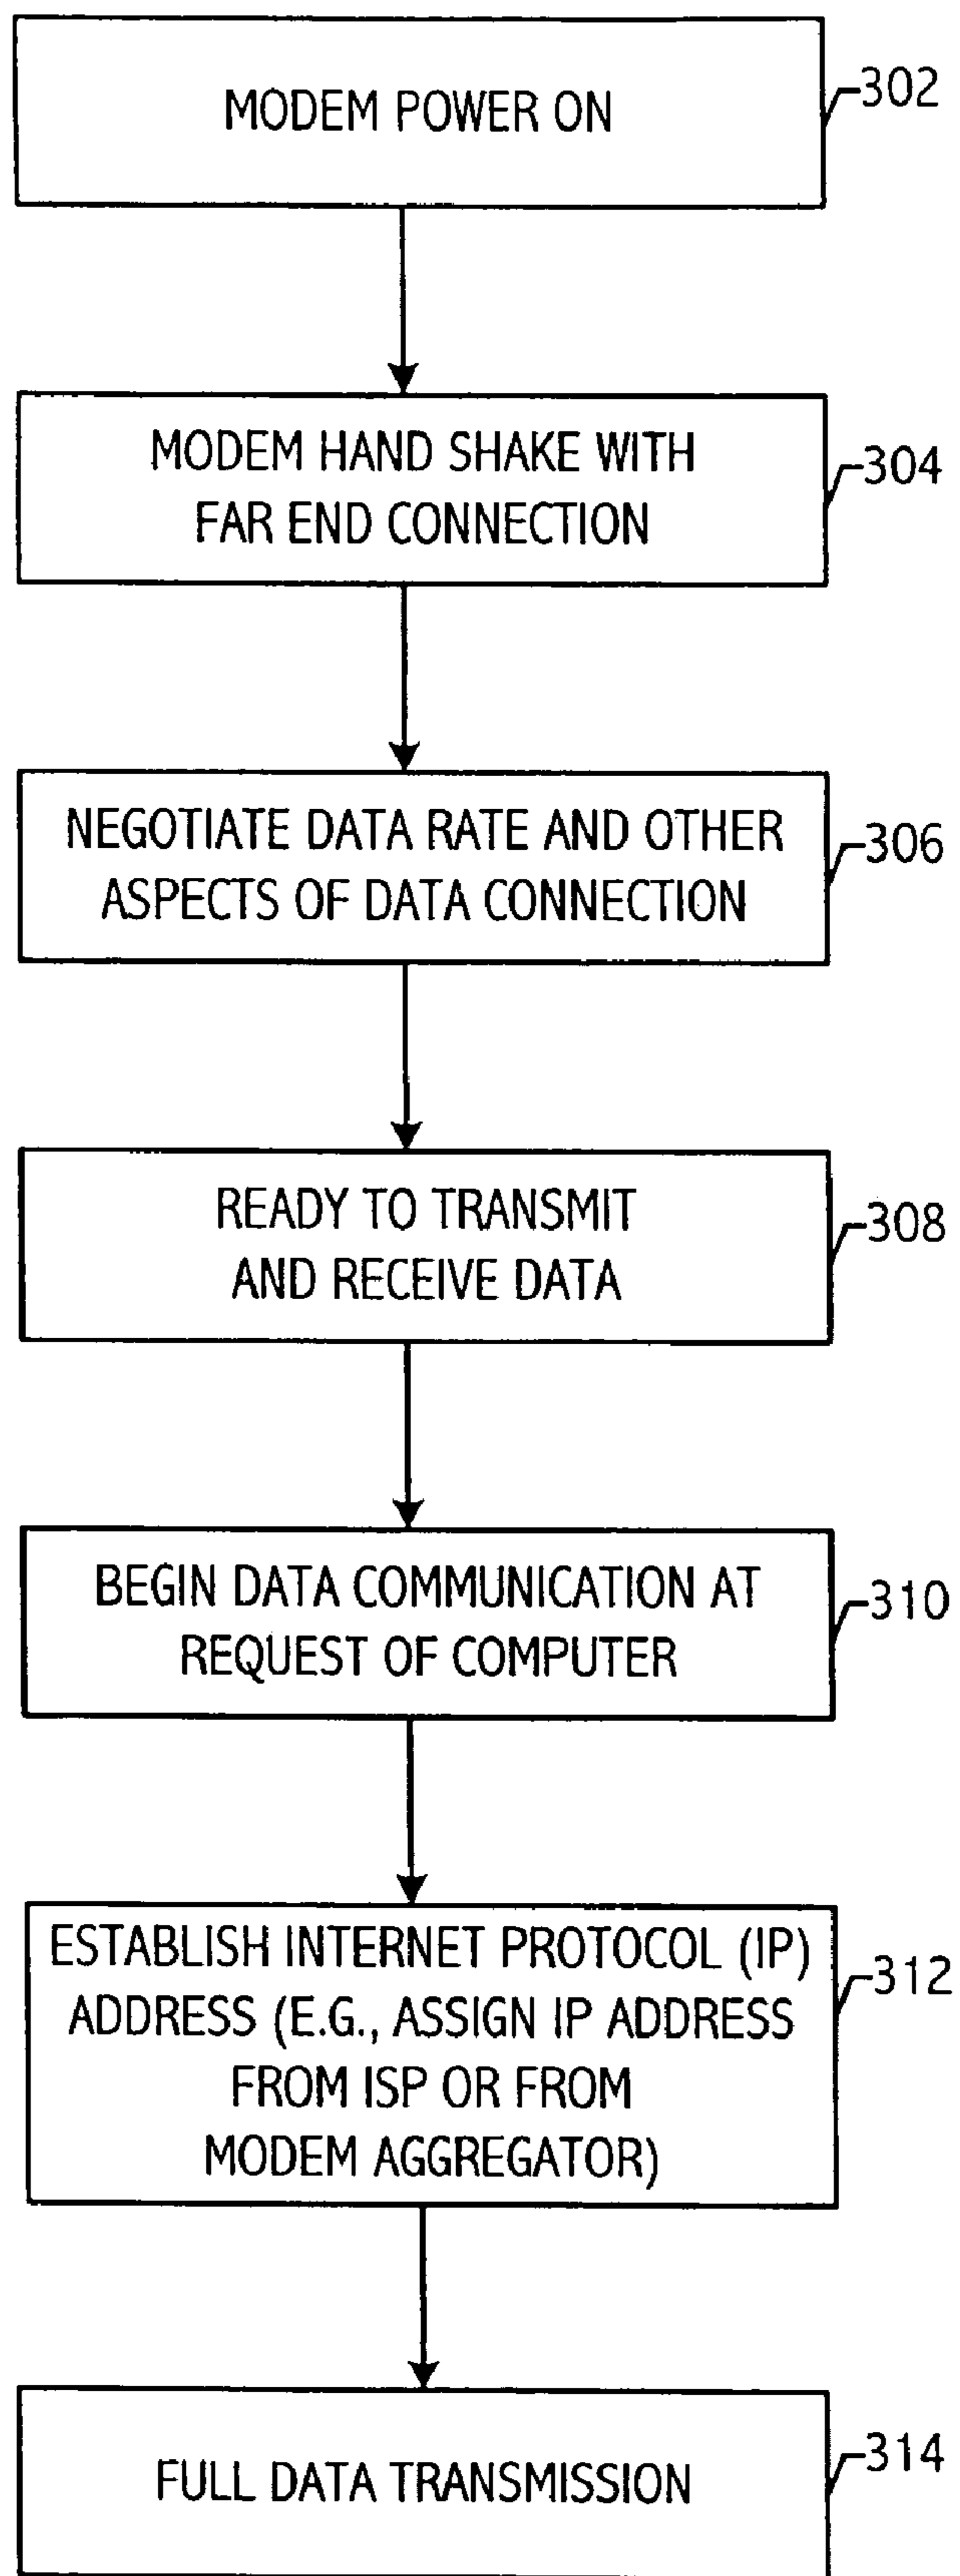 MODEM POWER ON
302
MODEM HAND SHAKE WITH
FAR END CONNECTION
304
NEGOTIATE DATA RATE AND OTHER
ASPECTS OF DATA CONNECTION
306
READY TO TRANSMIT
AND RECEIVE DATA
308
BEGIN DATA COMMUNICATION AT
REQUEST OF COMPUTER
310
ESTABLISH INTERNET PROTOCOL (IP)
ADDRESS (E.G., ASSIGN IP ADDRESS
FROM ISP OR FROM
MODEM AGGREGATOR)
312
FULL DATA TRANSMISSION
314